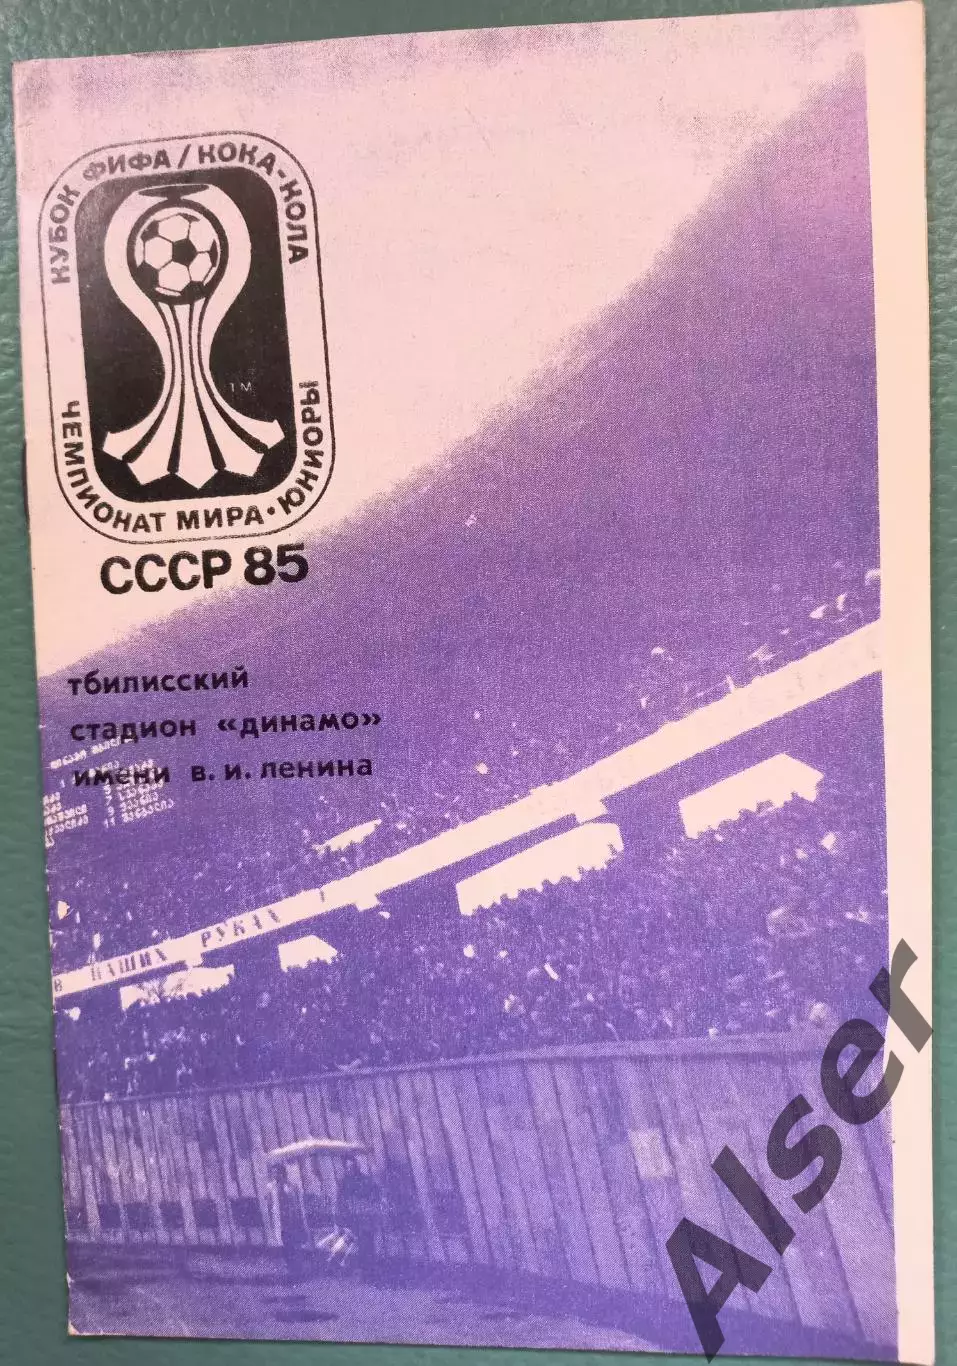 КУБОК ФИФА/КОКА-КОЛА
TM
ЧЕМПИОНАТ МИРА·ЮНИОРЫ
СССР 85
тбилисский
стадион «динамо»
имени в. и. ленина
В НАШИХ РУКАХ !
Alser